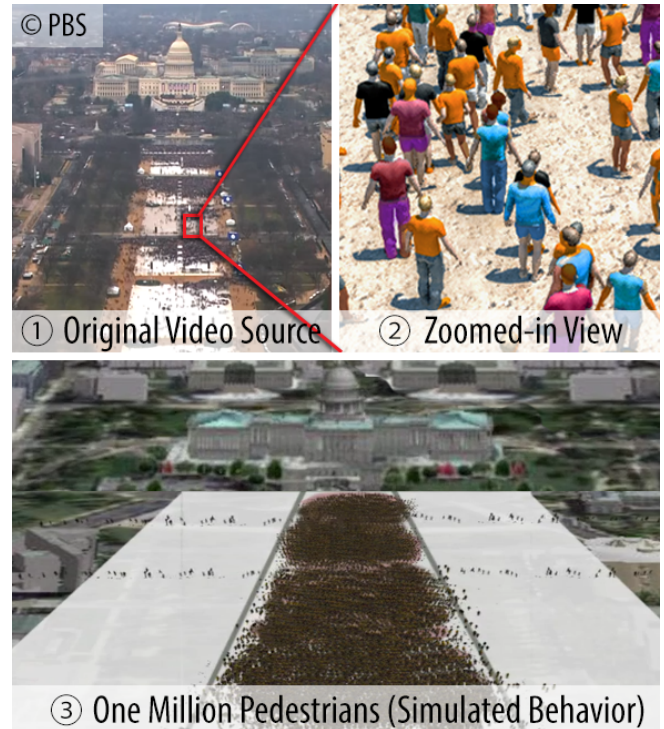 © PBS
① Original Video Source
② Zoomed-in View
③ One Million Pedestrians (Simulated Behavior)